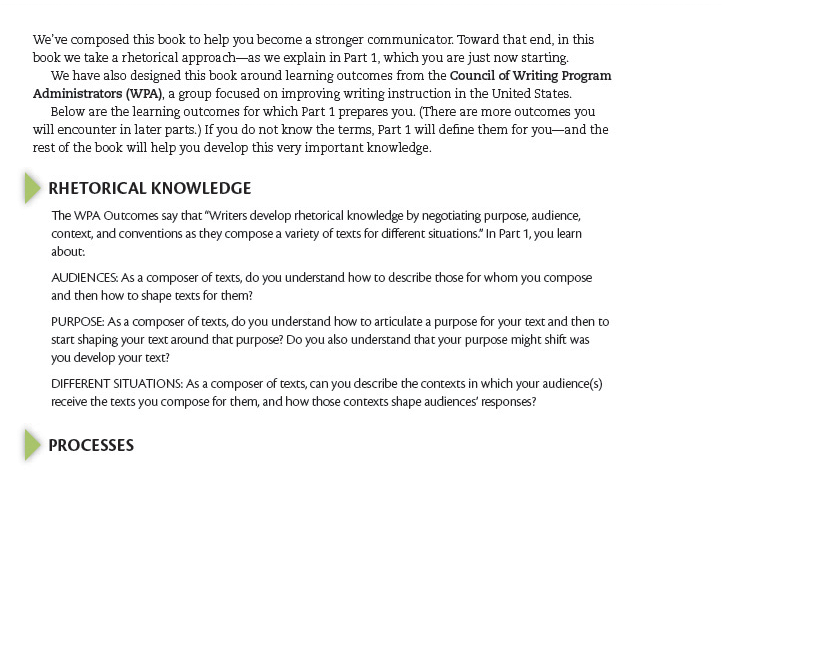 We've composed this book to help you become a stronger communicator. Toward that end, in this
book we take a rhetorical approach—as we explain in Part 1, which you are just now starting.
We have also designed this book around learning outcomes from the Council of Writing Program
Administrators (WPA), a group focused on improving writing instruction in the United States.
Below are the learning outcomes for which Part 1 prepares you. (There are more outcomes you
will encounter in later parts.) If you do not know the terms, Part 1 will define them for you—and the
rest of the book will help you develop this very important knowledge.
RHETORICAL KNOWLEDGE
The WPA Outcomes say that "Writers develop rhetorical knowledge by negotiating purpose, audience,
context, and conventions as they compose a variety of texts for different situations." In Part 1, you learn
about:
AUDIENCES: As a composer of texts, do you understand how to describe those for whom you compose
and then how to shape texts for them?
PURPOSE: As a composer of texts, do you understand how to articulate a purpose for your text and then to
start shaping your text around that purpose? Do you also understand that your purpose might shift was
you develop your text?
DIFFERENT SITUATIONS: As a composer of texts, can you describe the contexts in which your audience(s)
receive the texts you compose for them, and how those contexts shape audiences' responses?
PROCESSES